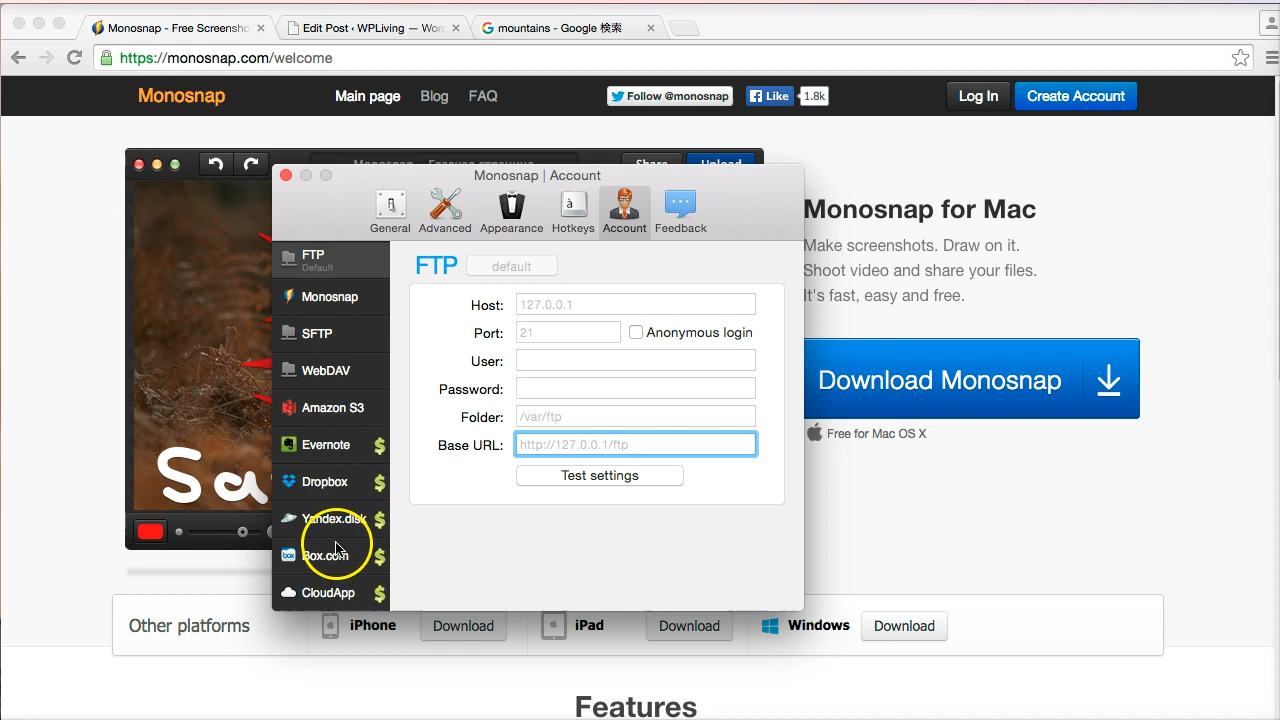 Monosnap - Free Screensho
Edit Post ‹ WPLiving — Wor
mountains - Google 検索
https://monosnap.com/welcome
Monosnap
Main page
Blog
FAQ
Follow @monosnap
Like
1.8k
Log In
Create Account
Monosnap | Account
General
Advanced
Appearance
Hotkeys
Account
Feedback
FTP
Default
Monosnap
SFTP
WebDAV
Amazon S3
Evernote $
Dropbox $
Yandex.disk $
Box.com $
CloudApp $
FTP
default
Host: 127.0.0.1
Port: 21
Anonymous login
User:
Password:
Folder: /var/ftp
Base URL: http://127.0.0.1/ftp
Test settings
Sa
Monosnap for Mac
Make screenshots. Draw on it.
Shoot video and share your files.
It's fast, easy and free.
Download Monosnap
Free for Mac OS X
Other platforms
iPhone
Download
iPad
Download
Windows
Download
Features